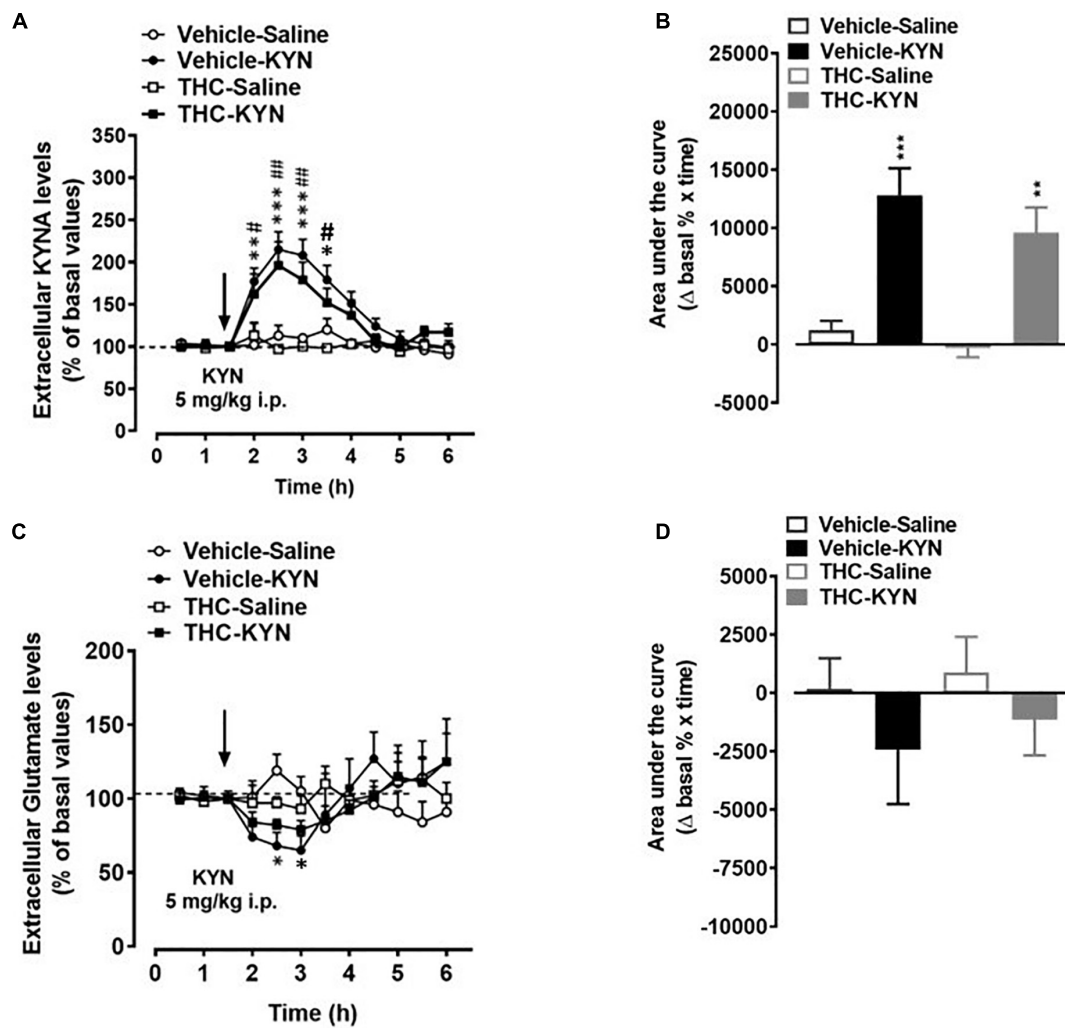 A
Vehicle-Saline
Vehicle-KYN
THC-Saline
THC-KYN
Extracellular KYNA levels
(% of basal values)
350
300
250
200
150
100
50
0
***#
*** ##
*** ##
#
*
KYN
5 mg/kg i.p.
0 1 2 3 4 5 6
Time (h)
B
Vehicle-Saline
Vehicle-KYN
THC-Saline
THC-KYN
Area under the curve
(Δ basal % x time)
25000
20000
15000
10000
5000
0
-5000
***
**
C
Vehicle-Saline
Vehicle-KYN
THC-Saline
THC-KYN
Extracellular Glutamate levels
(% of basal values)
200
150
100
50
0
* *
KYN
5 mg/kg i.p.
0 1 2 3 4 5 6
Time (h)
D
Vehicle-Saline
Vehicle-KYN
THC-Saline
THC-KYN
Area under the curve
(Δ basal % x time)
5000
2500
0
-2500
-5000
-7500
-10000